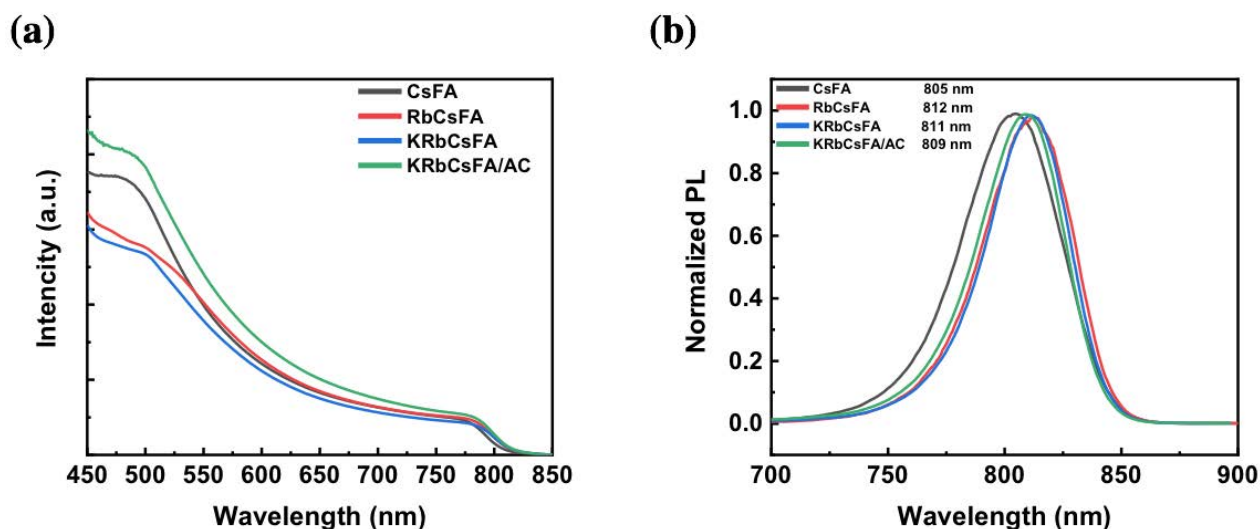 (a)
CsFA
RbCsFA
KRbCsFA
KRbCsFA/AC
Intencity (a.u.)
450 500 550 600 650 700 750 800 850
Wavelength (nm)
(b)
CsFA 805 nm
RbCsFA 812 nm
KRbCsFA 811 nm
KRbCsFA/AC 809 nm
Normalized PL
1.0
0.8
0.6
0.4
0.2
0.0
700 750 800 850 900
Wavelength (nm)